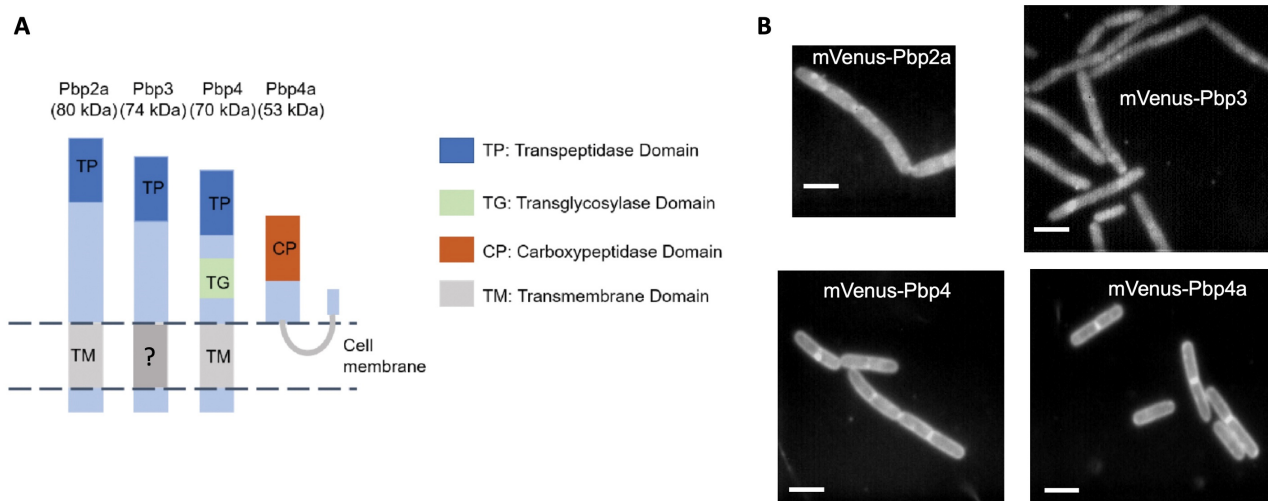 A
B
Pbp2a Pbp3 Pbp4 Pbp4a
(80 kDa) (74 kDa) (70 kDa) (53 kDa)
TP
TP
TP
TG
CP
TM
?
TM
Cell
membrane
TP: Transpeptidase Domain
TG: Transglycosylase Domain
CP: Carboxypeptidase Domain
TM: Transmembrane Domain
mVenus-Pbp2a
mVenus-Pbp3
mVenus-Pbp4
mVenus-Pbp4a